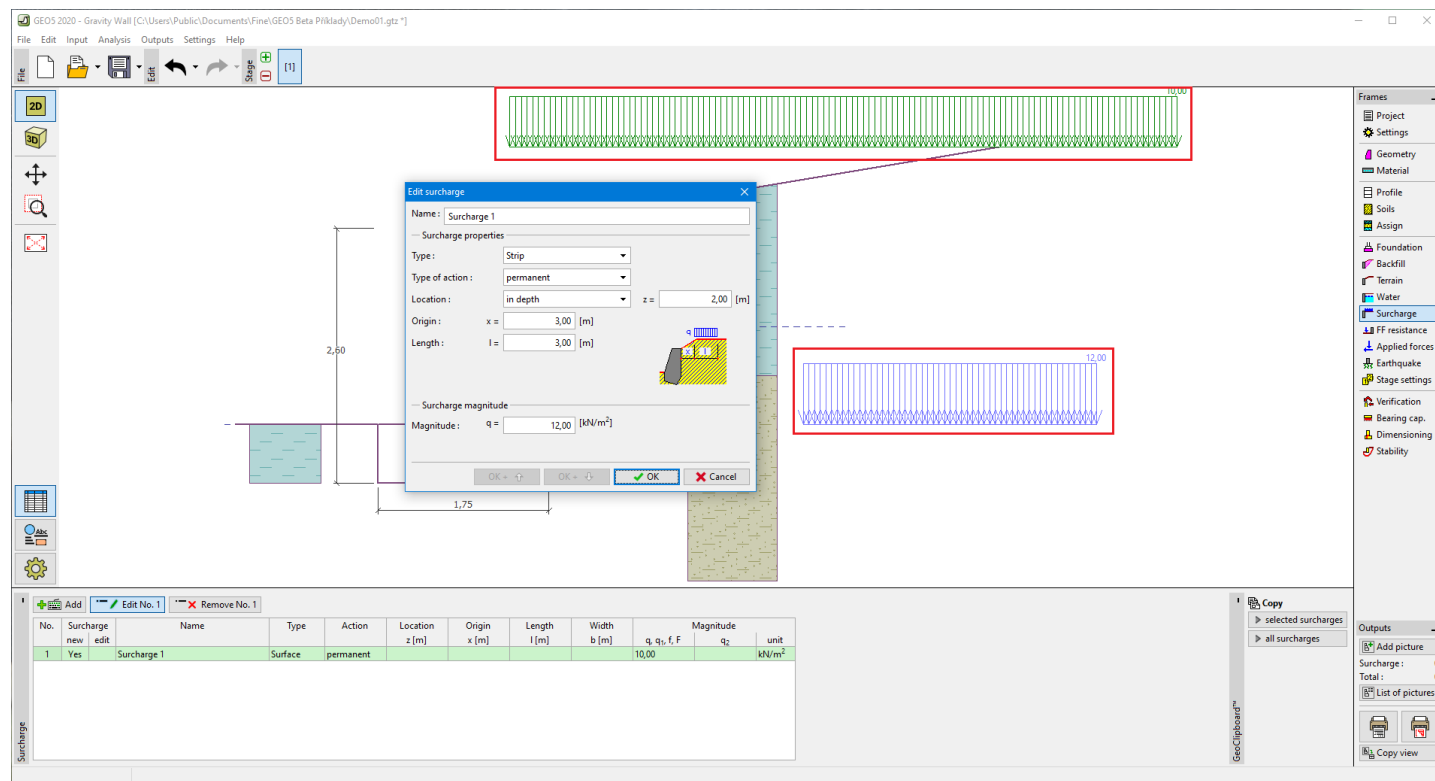 GEO5 2020 - Gravity Wall [C:\Users\Public\Documents\Fine\GEO5 Beta Příklady\Demo01.gtz *]
File Edit Input Analysis Outputs Settings Help
File
Edit
Stage
[1]
2D
3D
10,00
Edit surcharge
Name : Surcharge 1
Surcharge properties
Type : Strip
Type of action : permanent
Location : in depth z = 2,00 [m]
Origin : x = 3,00 [m]
Length : l = 3,00 [m]
q
x l
Surcharge magnitude
Magnitude : q = 12,00 [kN/m²]
OK + OK + OK Cancel
2,60
1,75
12,00
Frames
Project
Settings
Geometry
Material
Profile
Soils
Assign
Foundation
Backfill
Terrain
Water
Surcharge
FF resistance
Applied forces
Earthquake
Stage settings
Verification
Bearing cap.
Dimensioning
Stability
Abc
Surcharge
Add Edit No. 1 Remove No. 1
No. Surcharge Name Type Action Location Origin Length Width Magnitude
new edit z [m] x [m] l [m] b [m] q, q₁, f, F q₂ unit
1 Yes Surcharge 1 Surface permanent 10,00 kN/m²
GeoClipboard™
Copy
selected surcharges
all surcharges
Outputs
Add picture
Surcharge :
Total :
List of pictures
Copy view